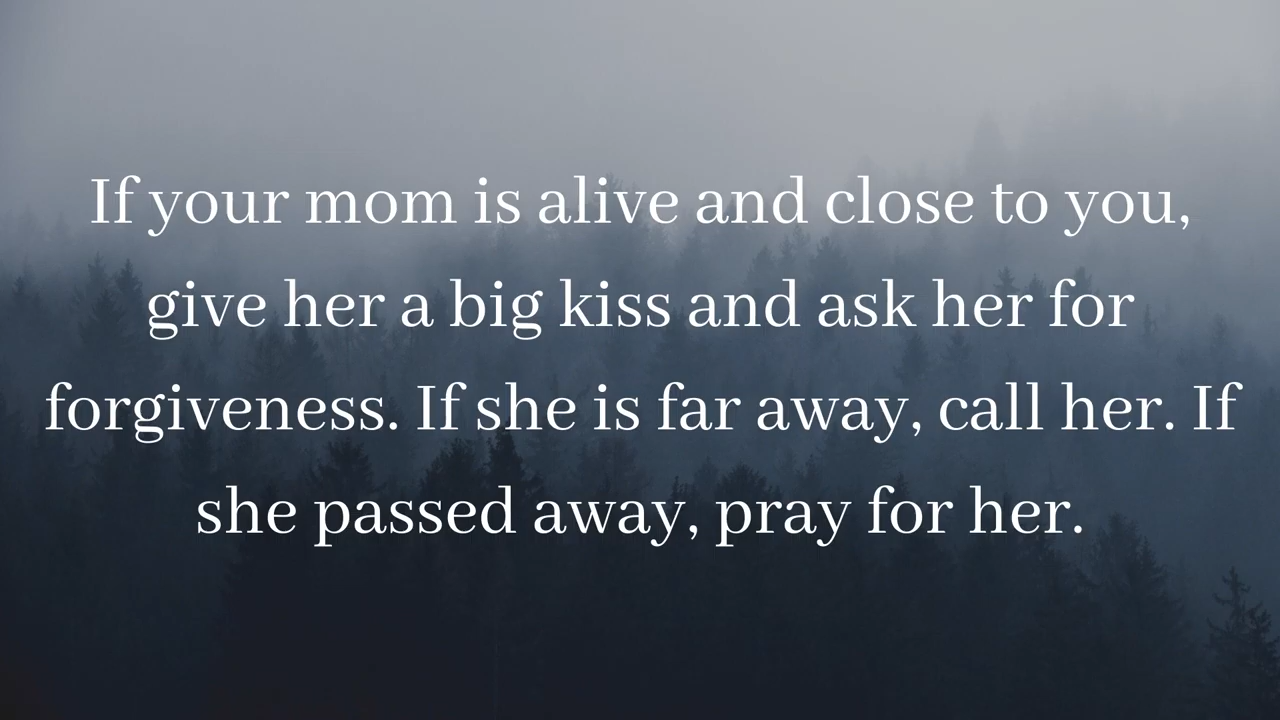 If your mom is alive and close to you,
give her a big kiss and ask her for
forgiveness. If she is far away, call her. If
she passed away, pray for her.